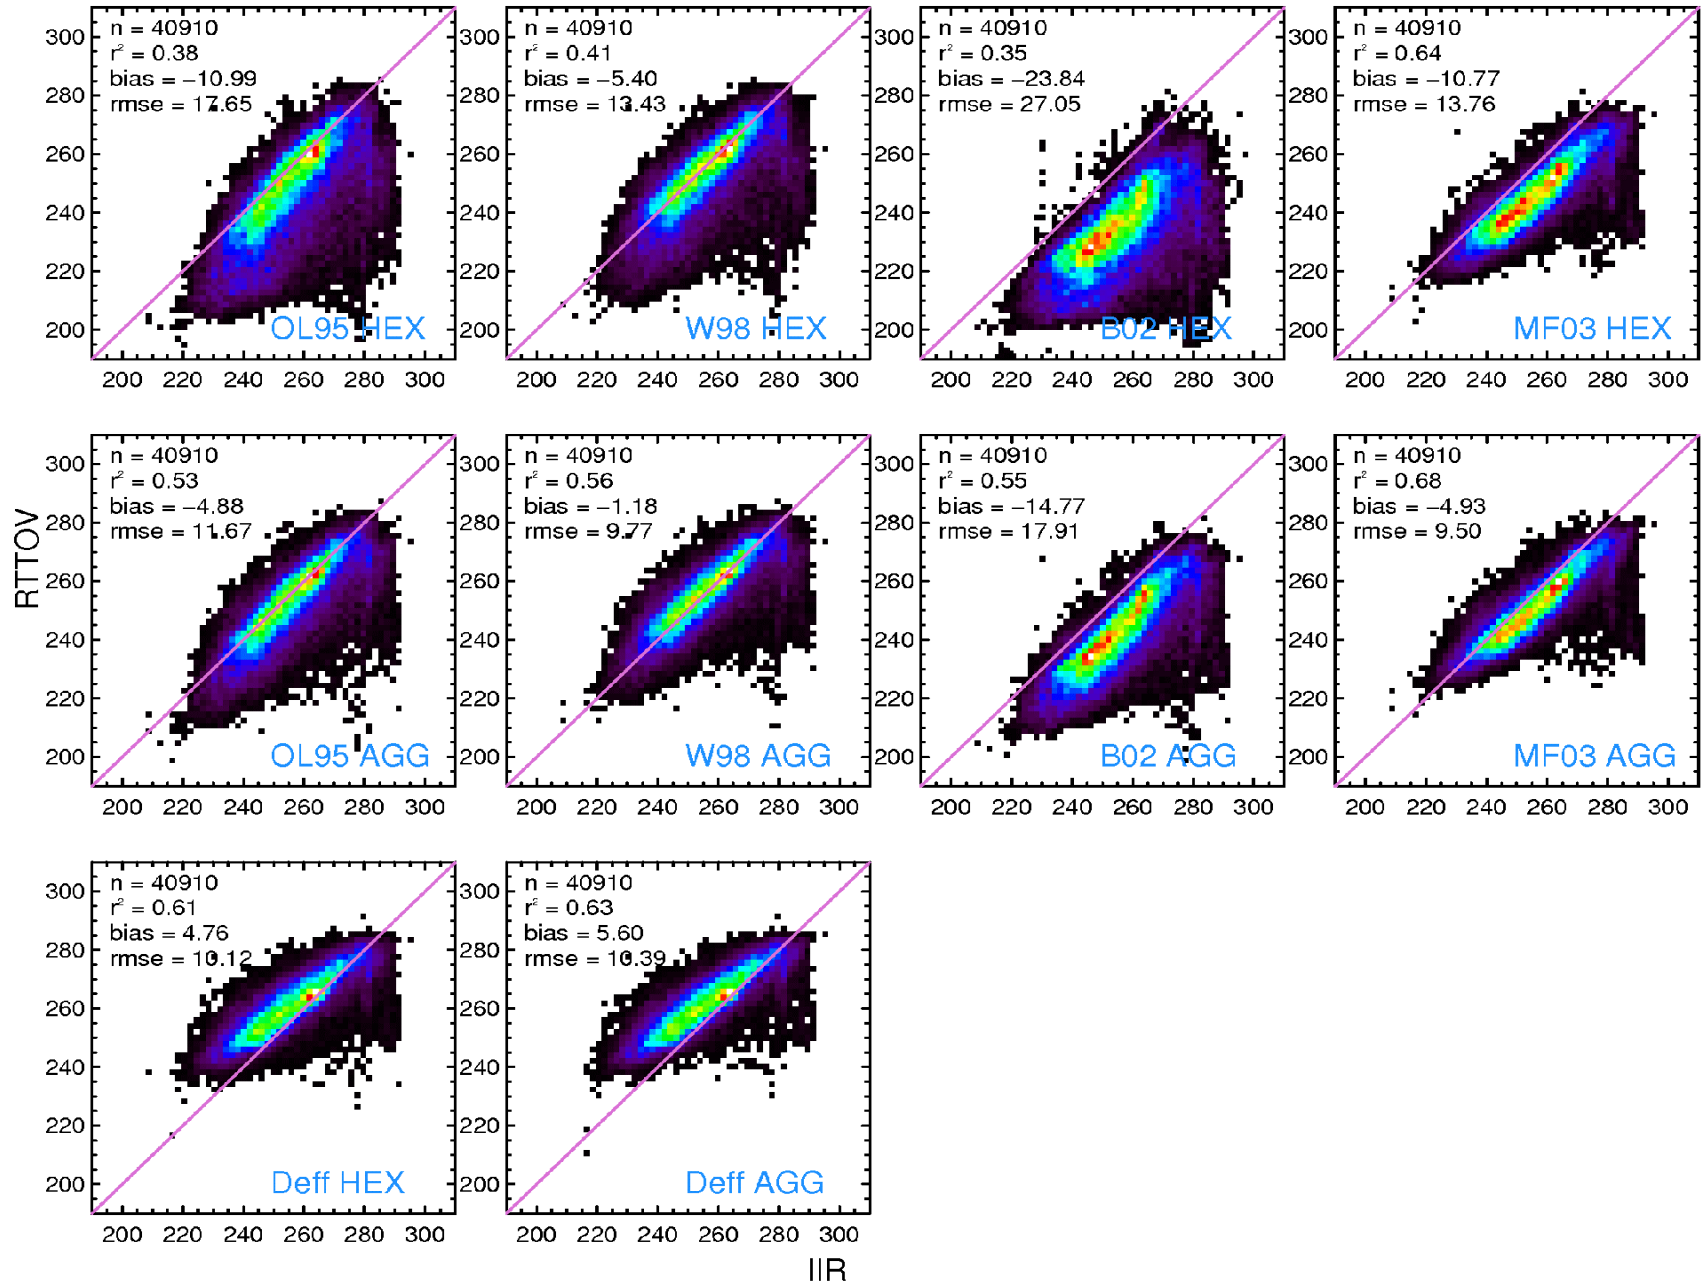 n = 40910
r² = 0.38
bias = −10.99
rmse = 17.65
OL95 HEX
300
280
260
240
220
200
200 220 240 260 280 300
n = 40910
r² = 0.41
bias = −5.40
rmse = 13.43
W98 HEX
300
280
260
240
220
200
200 220 240 260 280 300
n = 40910
r² = 0.35
bias = −23.84
rmse = 27.05
B02 HEX
300
280
260
240
220
200
200 220 240 260 280 300
n = 40910
r² = 0.64
bias = −10.77
rmse = 13.76
MF03 HEX
300
280
260
240
220
200
200 220 240 260 280 300
RTTOV
n = 40910
r² = 0.53
bias = −4.88
rmse = 11.67
OL95 AGG
300
280
260
240
220
200
200 220 240 260 280 300
n = 40910
r² = 0.56
bias = −1.18
rmse = 9.77
W98 AGG
300
280
260
240
220
200
200 220 240 260 280 300
n = 40910
r² = 0.55
bias = −14.77
rmse = 17.91
B02 AGG
300
280
260
240
220
200
200 220 240 260 280 300
n = 40910
r² = 0.68
bias = −4.93
rmse = 9.50
MF03 AGG
300
280
260
240
220
200
200 220 240 260 280 300
n = 40910
r² = 0.61
bias = 4.76
rmse = 10.12
Deff HEX
300
280
260
240
220
200
200 220 240 260 280 300
n = 40910
r² = 0.63
bias = 5.60
rmse = 10.39
Deff AGG
300
280
260
240
220
200
200 220 240 260 280 300
IIR